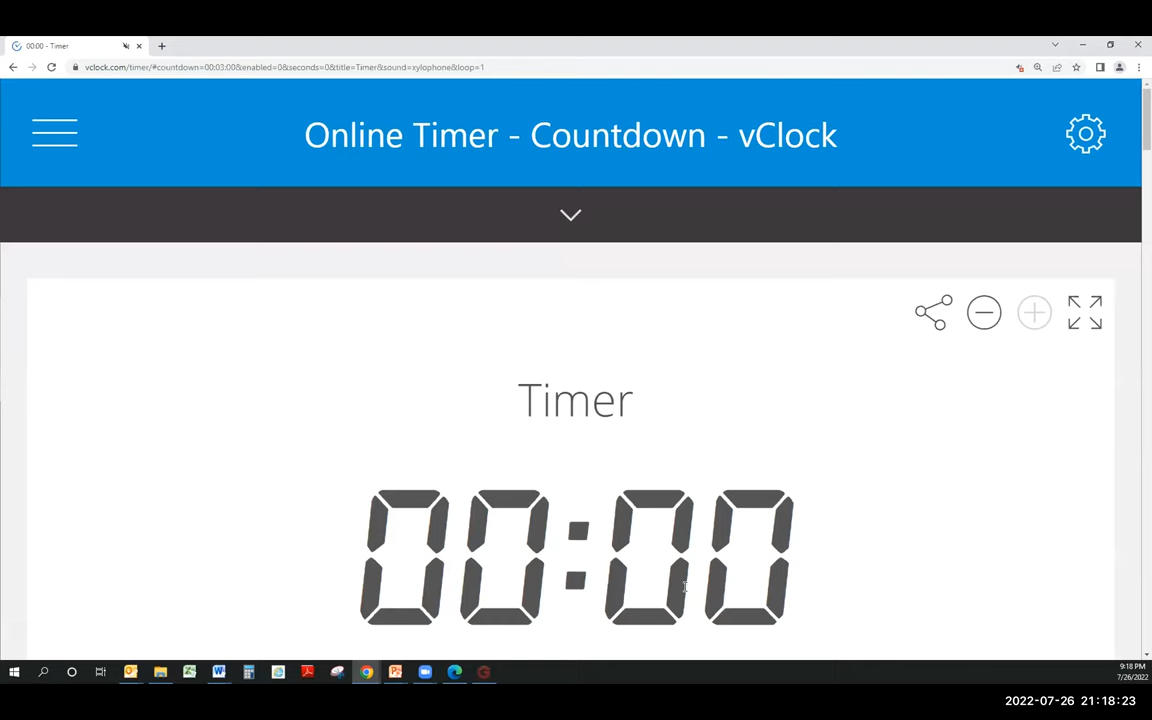 00:00 - Timer
vclock.com/timer/#countdown=00:03:00&enabled=0&seconds=0&title=Timer&sound=xylophone&loop=1
Online Timer - Countdown - vClock
Timer
00:00
9:18 PM
7/26/2022
2022-07-26 21:18:23